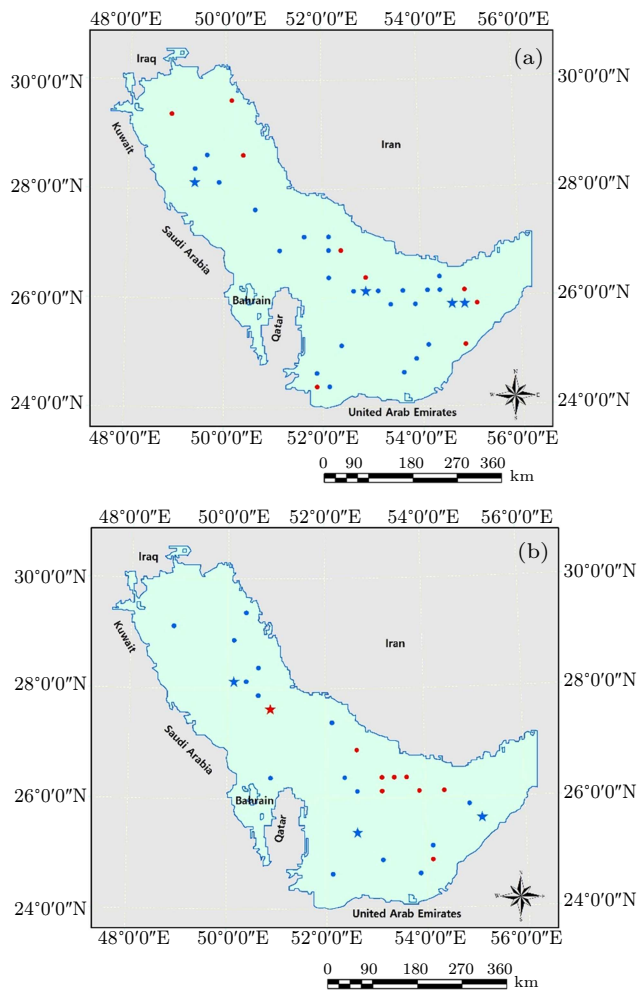 48°0′0″E 50°0′0″E 52°0′0″E 54°0′0″E 56°0′0″E
(a)
Iraq
30°0′0″N 30°0′0″N
Kuwait
Iran
28°0′0″N 28°0′0″N
Saudi Arabia
Bahrain
26°0′0″N 26°0′0″N
Qatar
N
W E
S
24°0′0″N 24°0′0″N
United Arab Emirates
48°0′0″E 50°0′0″E 52°0′0″E 54°0′0″E 56°0′0″E
0 90 180 270 360
km
48°0′0″E 50°0′0″E 52°0′0″E 54°0′0″E 56°0′0″E
(b)
Iraq
30°0′0″N 30°0′0″N
Kuwait
Iran
28°0′0″N 28°0′0″N
Saudi Arabia
26°0′0″N 26°0′0″N
Bahrain
Qatar
24°0′0″N 24°0′0″N
United Arab Emirates
48°0′0″E 50°0′0″E 52°0′0″E 54°0′0″E 56°0′0″E
0 90 180 270 360
km